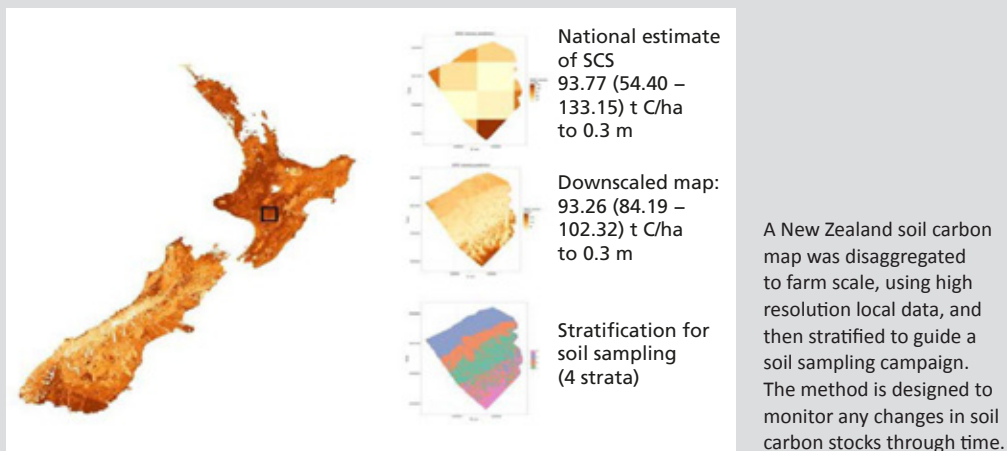 National estimate
of SCS
93.77 (54.40 –
133.15) t C/ha
to 0.3 m
Downscaled map:
93.26 (84.19 –
102.32) t C/ha
to 0.3 m
Stratification for
soil sampling
(4 strata)
A New Zealand soil carbon
map was disaggregated
to farm scale, using high
resolution local data, and
then stratified to guide a
soil sampling campaign.
The method is designed to
monitor any changes in soil
carbon stocks through time.